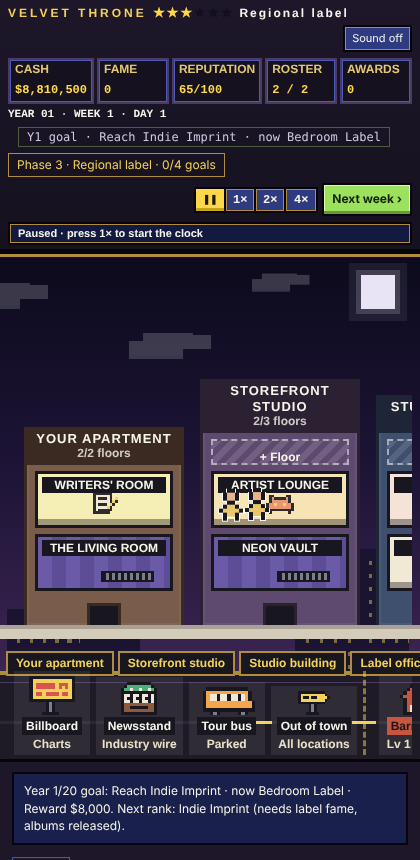 VELVET THRONE ★★★★★★ Regional label
Sound off
CASH
$8,810,500
FAME
0
REPUTATION
65/100
ROSTER
2 / 2
AWARDS
0
YEAR 01 · WEEK 1 · DAY 1
Y1 goal · Reach Indie Imprint · now Bedroom Label
Phase 3 · Regional label · 0/4 goals
1×
2×
4×
Next week ›
Paused · press 1× to start the clock
STOREFRONT
STUDIO
2/3 floors
YOUR APARTMENT
2/2 floors
+ Floor
WRITERS' ROOM
ARTIST LOUNGE
THE LIVING ROOM
NEON VAULT
Your apartment
Storefront studio
Studio building
Label offic
Billboard
Charts
Newsstand
Industry wire
Tour bus
Parked
Out of town
All locations
Lv 1
Year 1/20 goal: Reach Indie Imprint · now Bedroom Label ·
Reward $8,000. Next rank: Indie Imprint (needs label fame,
albums released).